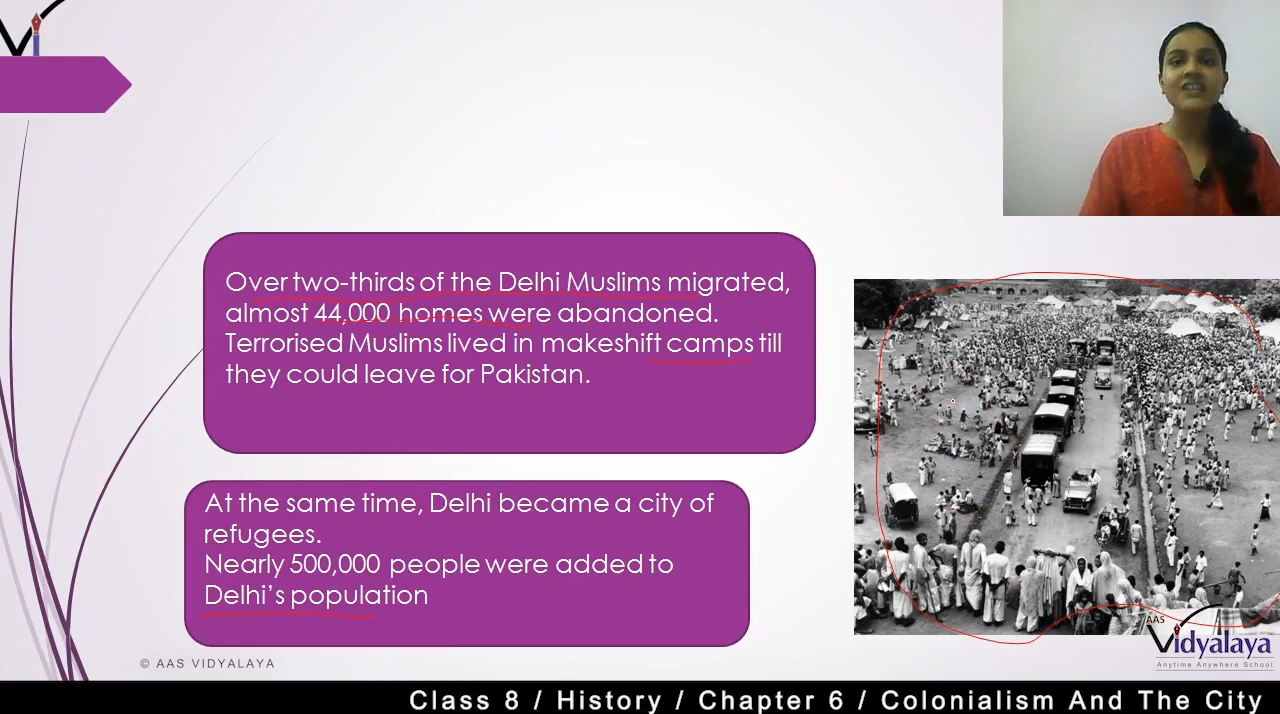 Over two-thirds of the Delhi Muslims migrated,
almost 44,000 homes were abandoned.
Terrorised Muslims lived in makeshift camps till
they could leave for Pakistan.
At the same time, Delhi became a city of
refugees.
Nearly 500,000 people were added to
Delhi's population
AAS
Vidyalaya
Anytime Anywhere School
© AAS VIDYALAYA
Class 8 / History / Chapter 6 / Colonialism And The City